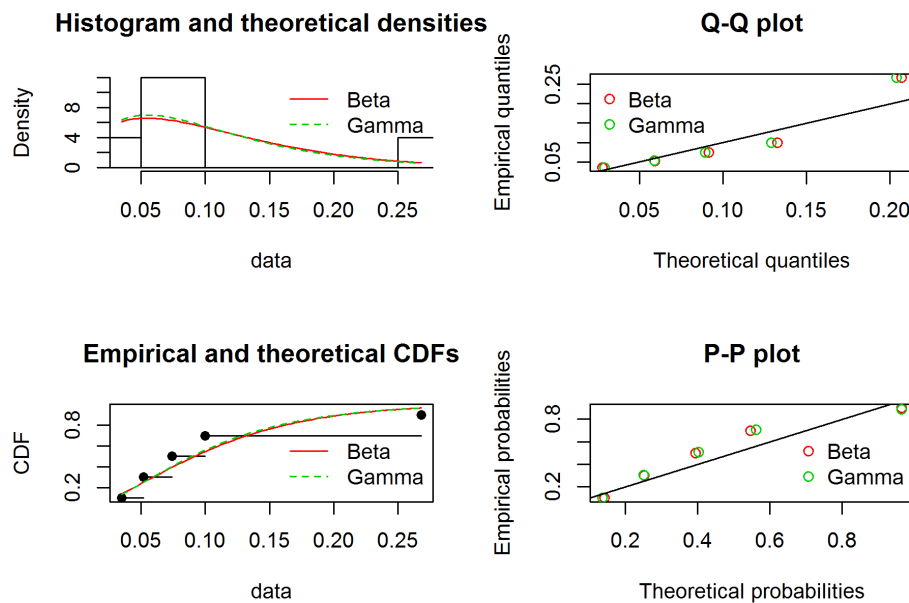 Histogram and theoretical densities
Density
0 4 8
Beta
Gamma
0.05 0.10 0.15 0.20 0.25
data
Q-Q plot
Empirical quantiles
0.05 0.25
Beta
Gamma
0.05 0.10 0.15 0.20
Theoretical quantiles
Empirical and theoretical CDFs
CDF
0.2 0.8
Beta
Gamma
0.05 0.10 0.15 0.20 0.25
data
P-P plot
Empirical probabilities
0.2 0.8
Beta
Gamma
0.2 0.4 0.6 0.8
Theoretical probabilities